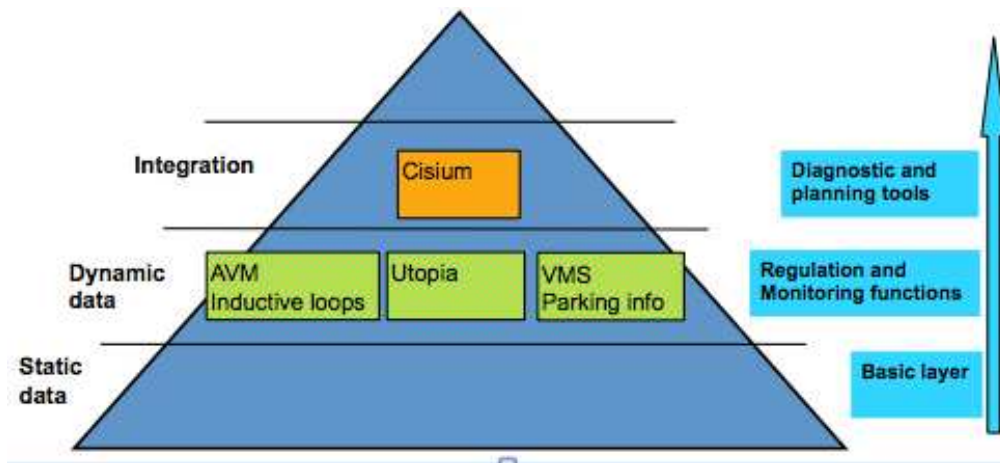 Integration
Cisium
Diagnostic and
planning tools
Dynamic
data
AVM
Inductive loops
Utopia
VMS
Parking info
Regulation and
Monitoring functions
Static
data
Basic layer